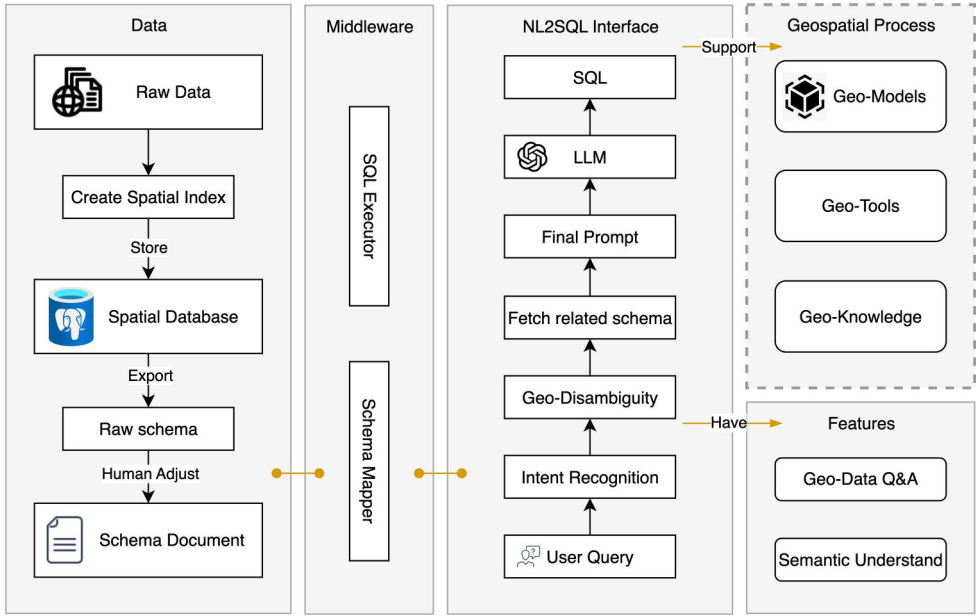 Data
Raw Data
Create Spatial Index
Store
Spatial Database
Export
Raw schema
Human Adjust
Schema Document
Middleware
SQL Executor
Schema Mapper
NL2SQL Interface
SQL
LLM
Final Prompt
Fetch related schema
Geo-Disambiguity
Intent Recognition
User Query
Support
Have
Geospatial Process
Geo-Models
Geo-Tools
Geo-Knowledge
Features
Geo-Data Q&A
Semantic Understand